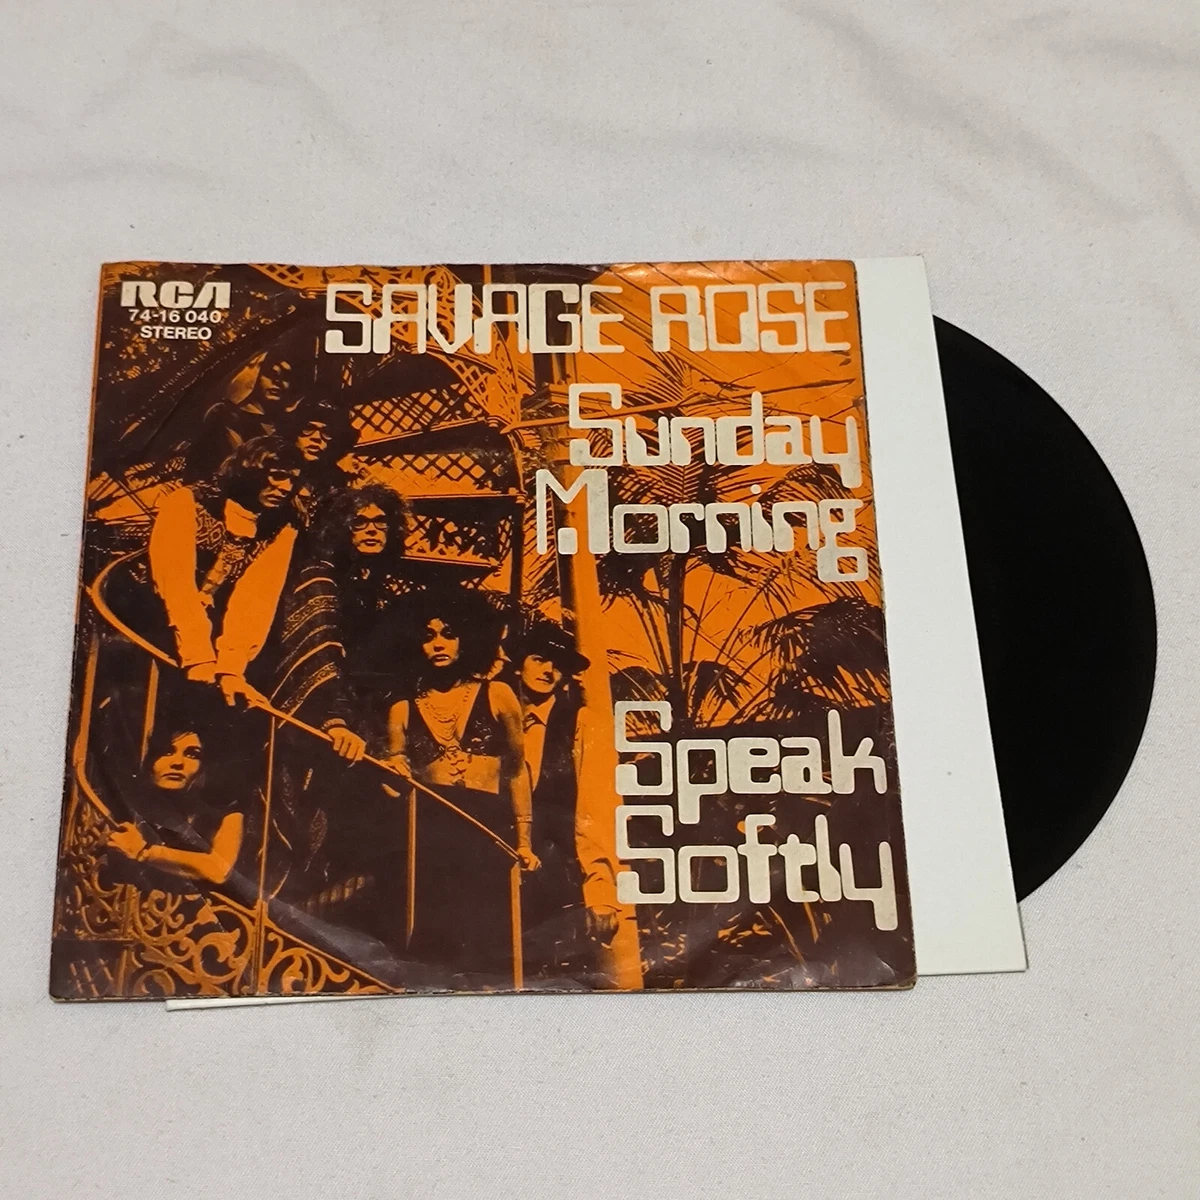 RCA
74-16 040
STEREO
SAVAGE ROSE
Sunday
Morning
Speak
Softly